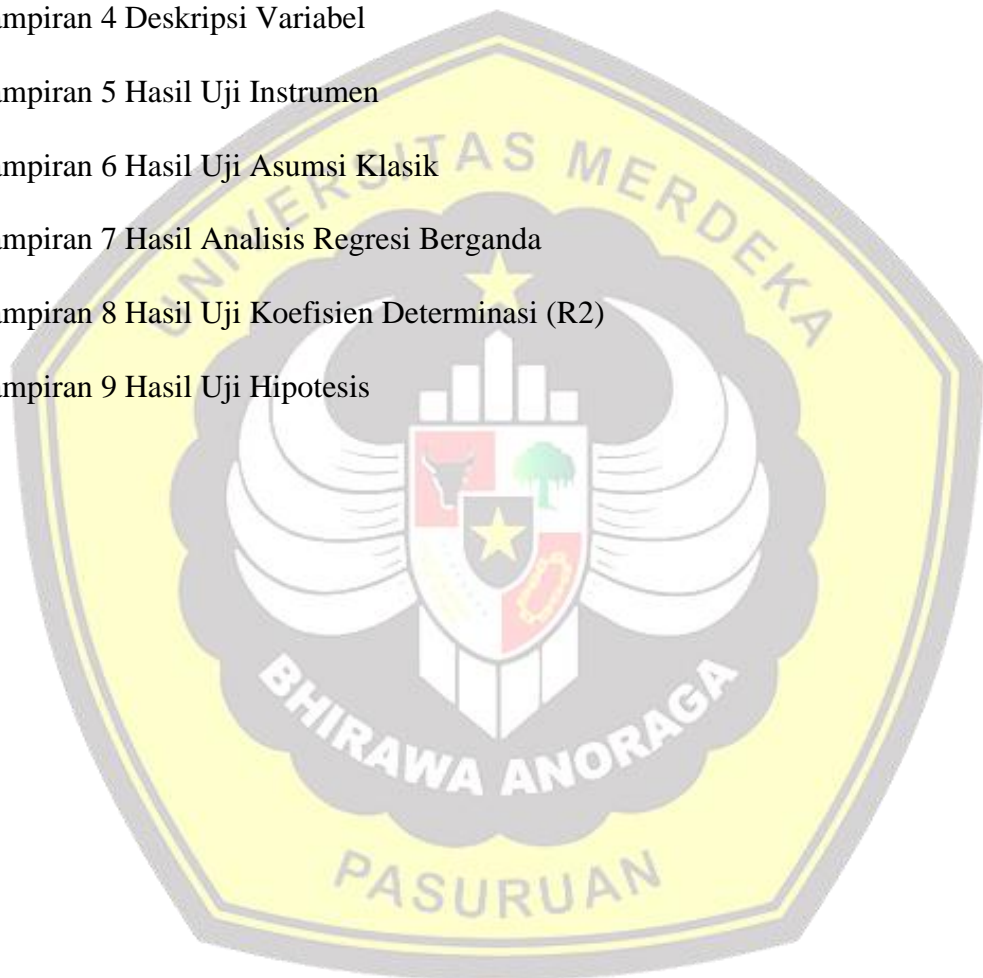 ampiran 4 Deskripsi Variabel
ampiran 5 Hasil Uji Instrumen
ampiran 6 Hasil Uji Asumsi Klasik
ampiran 7 Hasil Analisis Regresi Berganda
ampiran 8 Hasil Uji Koefisien Determinasi (R2)
ampiran 9 Hasil Uji Hipotesis
UNIVERSITAS MERDEKA
BHIRAWA ANORAGA
PASURUAN